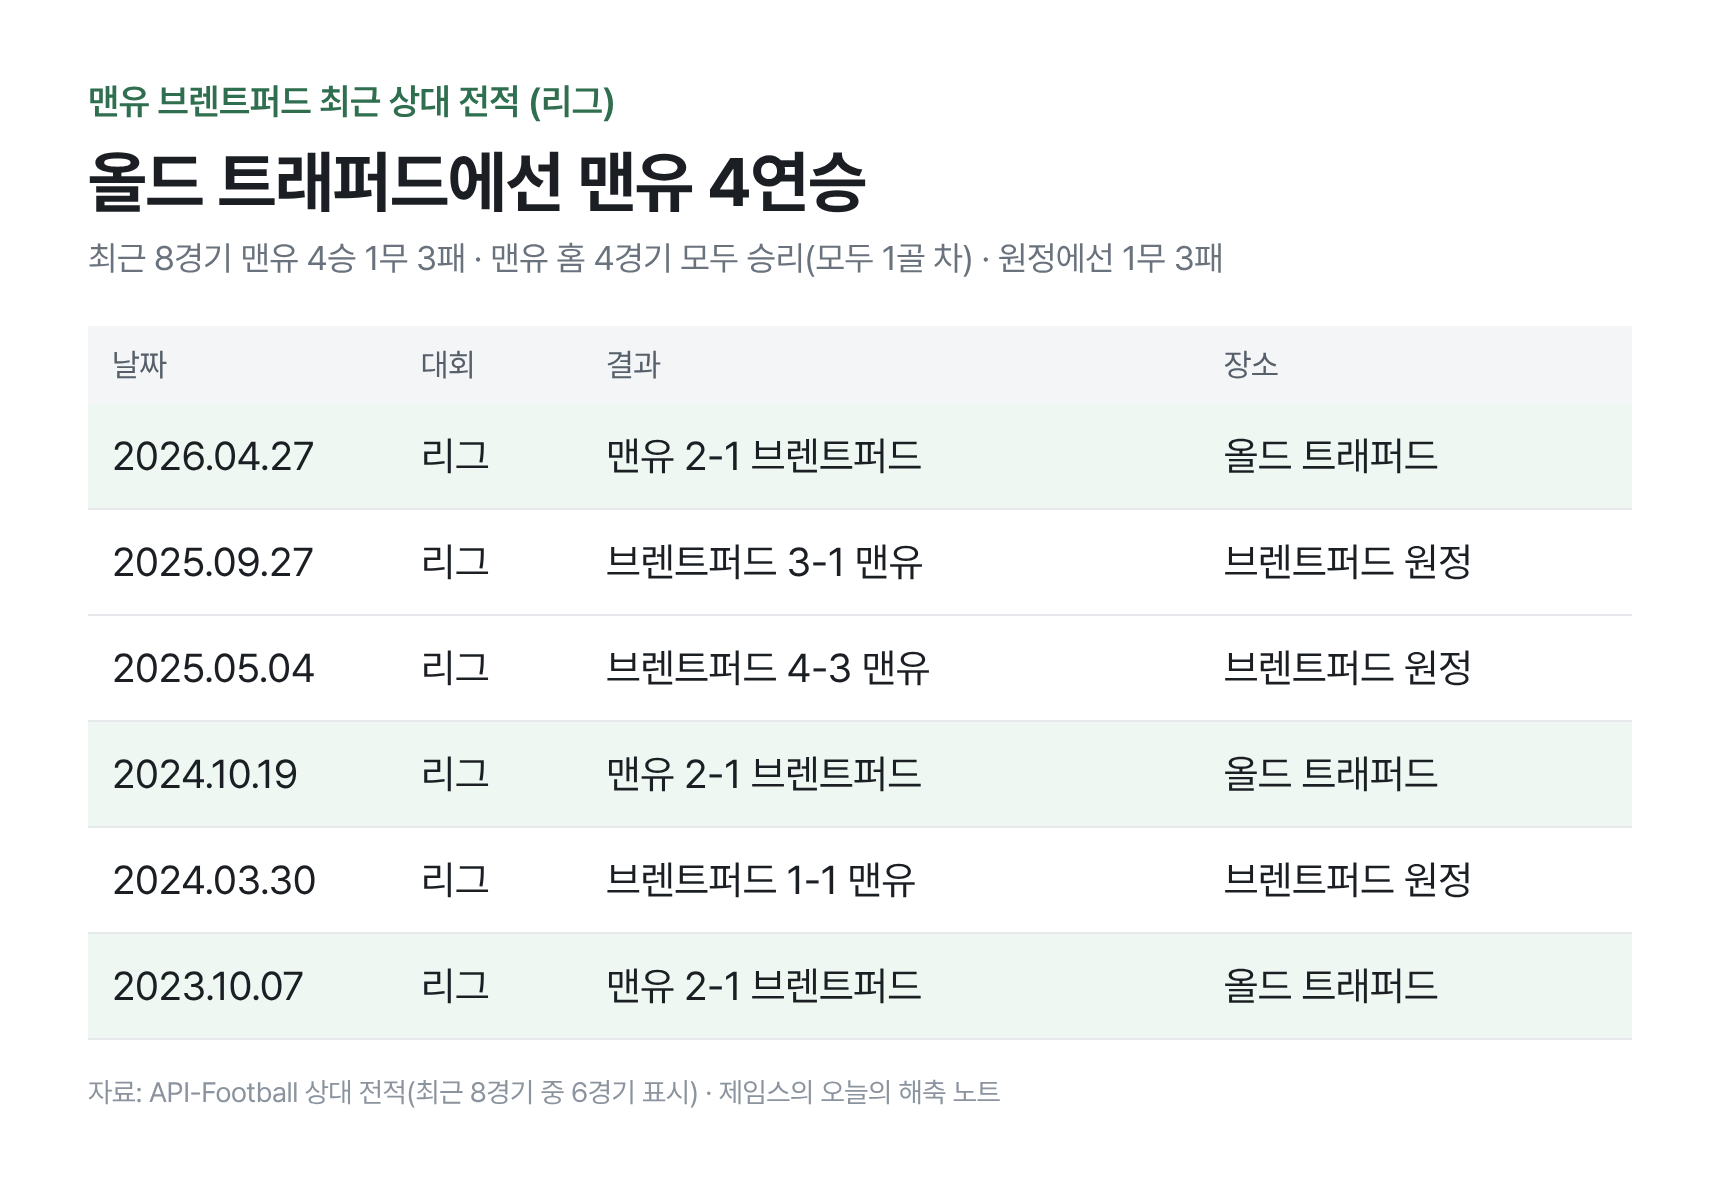 맨유 브렌트퍼드 최근 상대 전적 (리그)
올드 트래퍼드에선 맨유 4연승
최근 8경기 맨유 4승 1무 3패 · 맨유 홈 4경기 모두 승리(모두 1골 차) · 원정에선 1무 3패
날짜 대회 결과 장소
2026.04.27 리그 맨유 2-1 브렌트퍼드 올드 트래퍼드
2025.09.27 리그 브렌트퍼드 3-1 맨유 브렌트퍼드 원정
2025.05.04 리그 브렌트퍼드 4-3 맨유 브렌트퍼드 원정
2024.10.19 리그 맨유 2-1 브렌트퍼드 올드 트래퍼드
2024.03.30 리그 브렌트퍼드 1-1 맨유 브렌트퍼드 원정
2023.10.07 리그 맨유 2-1 브렌트퍼드 올드 트래퍼드
자료: API-Football 상대 전적(최근 8경기 중 6경기 표시) · 제임스의 오늘의 해축 노트